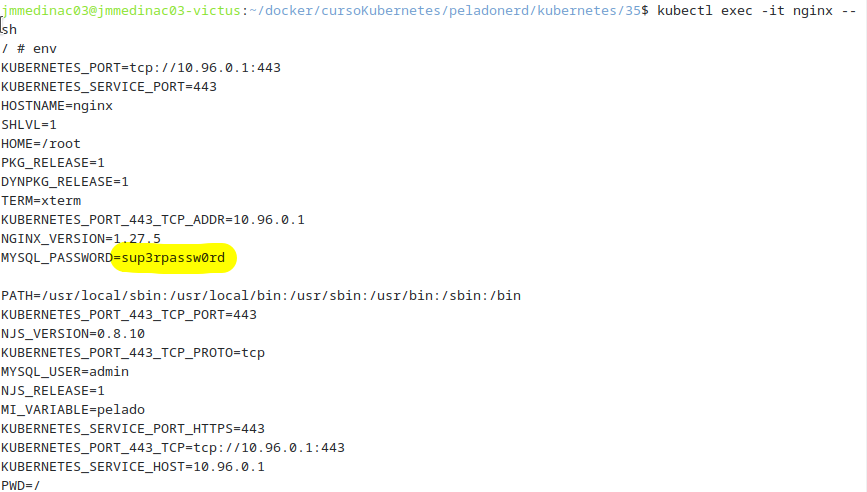 jmmedinac03@jmmedinac03-victus:~/docker/cursoKubernetes/peladonerd/kubernetes/35$ kubectl exec -it nginx --
sh
/ # env
KUBERNETES_PORT=tcp://10.96.0.1:443
KUBERNETES_SERVICE_PORT=443
HOSTNAME=nginx
SHLVL=1
HOME=/root
PKG_RELEASE=1
DYNPKG_RELEASE=1
TERM=xterm
KUBERNETES_PORT_443_TCP_ADDR=10.96.0.1
NGINX_VERSION=1.27.5
MYSQL_PASSWORD=sup3rpassw0rd
PATH=/usr/local/sbin:/usr/local/bin:/usr/sbin:/usr/bin:/sbin:/bin
KUBERNETES_PORT_443_TCP_PORT=443
NJS_VERSION=0.8.10
KUBERNETES_PORT_443_TCP_PROTO=tcp
MYSQL_USER=admin
NJS_RELEASE=1
MI_VARIABLE=pelado
KUBERNETES_SERVICE_PORT_HTTPS=443
KUBERNETES_PORT_443_TCP=tcp://10.96.0.1:443
KUBERNETES_SERVICE_HOST=10.96.0.1
PWD=/